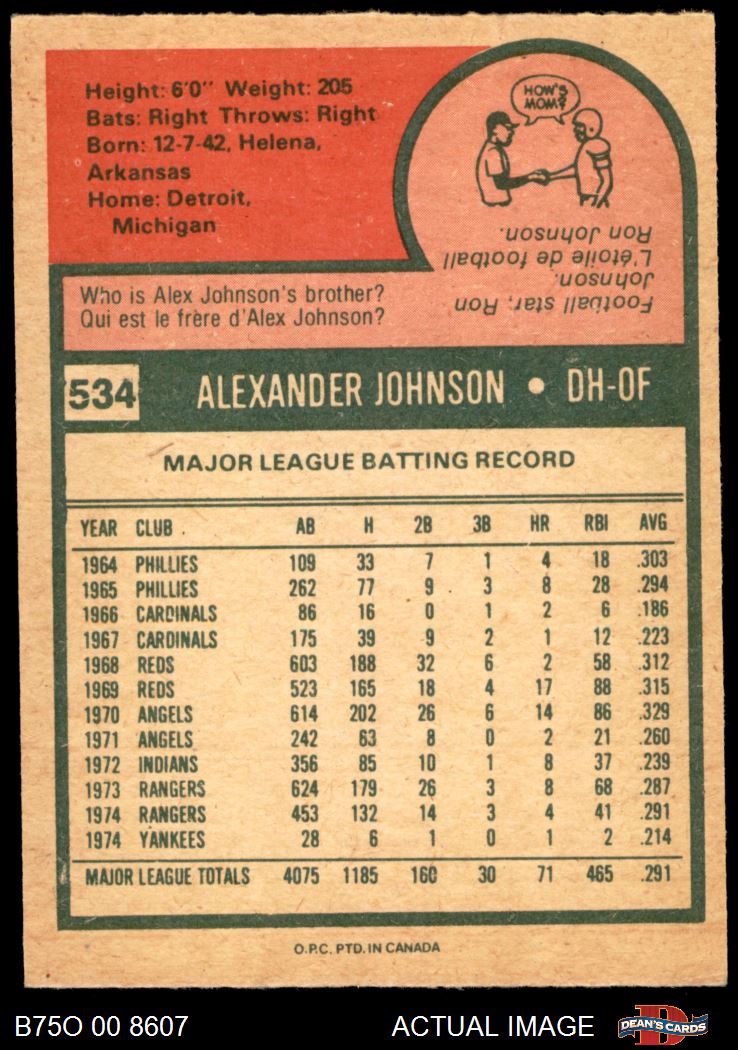 Height: 6'0" Weight: 205
Bats: Right Throws: Right
Born: 12-7-42, Helena,
Arkansas
Home: Detroit,
Michigan
HOW'S
MOM?
Who is Alex Johnson's brother?
Qui est le frère d'Alex Johnson?
Football star, Ron
Johnson.
L'étoile de football
Ron Johnson.
534 ALEXANDER JOHNSON • DH-OF
MAJOR LEAGUE BATTING RECORD
YEAR CLUB AB H 2B 3B HR RBI AVG
1964 PHILLIES 109 33 7 1 4 18 .303
1965 PHILLIES 262 77 9 3 8 28 .294
1966 CARDINALS 86 16 0 1 2 6 .186
1967 CARDINALS 175 39 9 2 1 12 .223
1968 REDS 603 188 32 6 2 58 .312
1969 REDS 523 165 18 4 17 88 .315
1970 ANGELS 614 202 26 6 14 86 .329
1971 ANGELS 242 63 8 0 2 21 .260
1972 INDIANS 356 85 10 1 8 37 .239
1973 RANGERS 624 179 26 3 8 68 .287
1974 RANGERS 453 132 14 3 4 41 .291
1974 YANKEES 28 6 1 0 1 2 .214
MAJOR LEAGUE TOTALS 4075 1185 160 30 71 465 .291
O.P.C. PTD. IN CANADA
B75O 00 8607 ACTUAL IMAGE DEAN'S CARDS